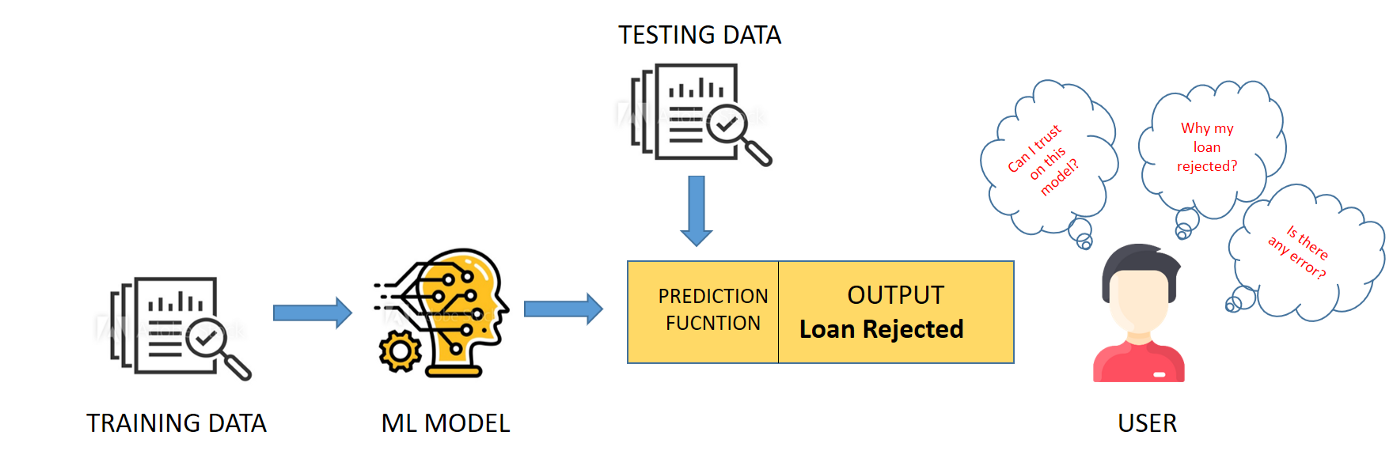 TESTING DATA
Can I trust
on this
model?
Why my
loan
rejected?
Is there
any error?
PREDICTION
FUCNTION
OUTPUT
Loan Rejected
TRAINING DATA
ML MODEL
USER